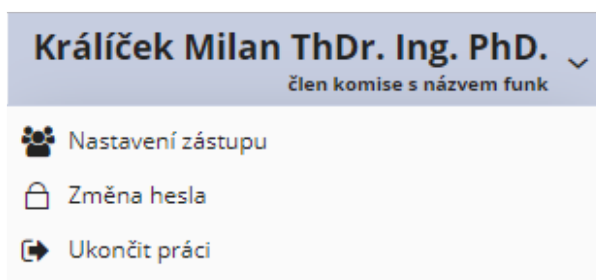 Králíček Milan ThDr. Ing. PhD.
člen komise s názvem funk
Nastavení zástupu
Změna hesla
Ukončit práci